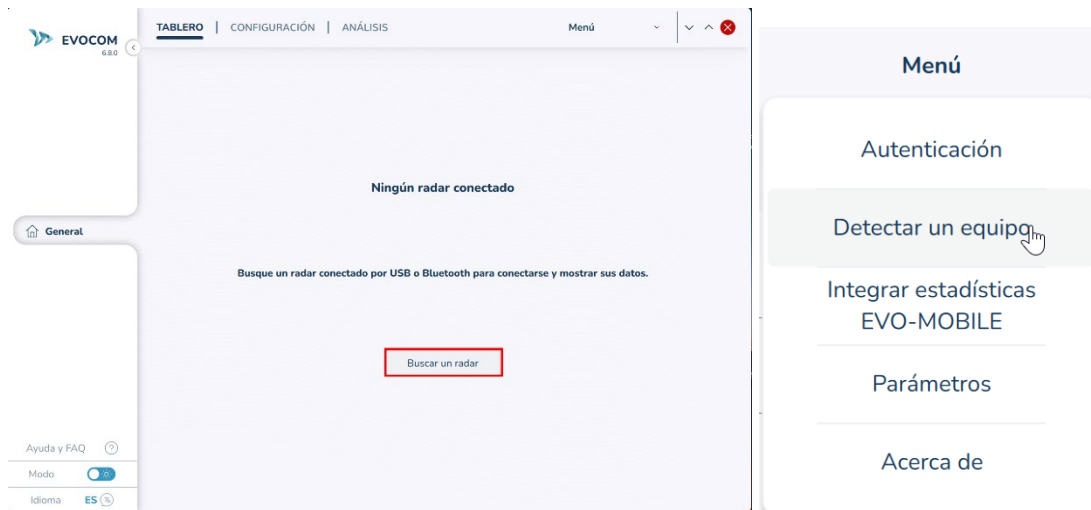 EVOCOM
6.8.0
TABLERO | CONFIGURACIÓN | ANÁLISIS
Menú
Ningún radar conectado
General
Busque un radar conectado por USB o Bluetooth para conectarse y mostrar sus datos.
Buscar un radar
Ayuda y FAQ
Modo
Idioma ES
Menú
Autenticación
Detectar un equipo
Integrar estadísticas
EVO-MOBILE
Parámetros
Acerca de